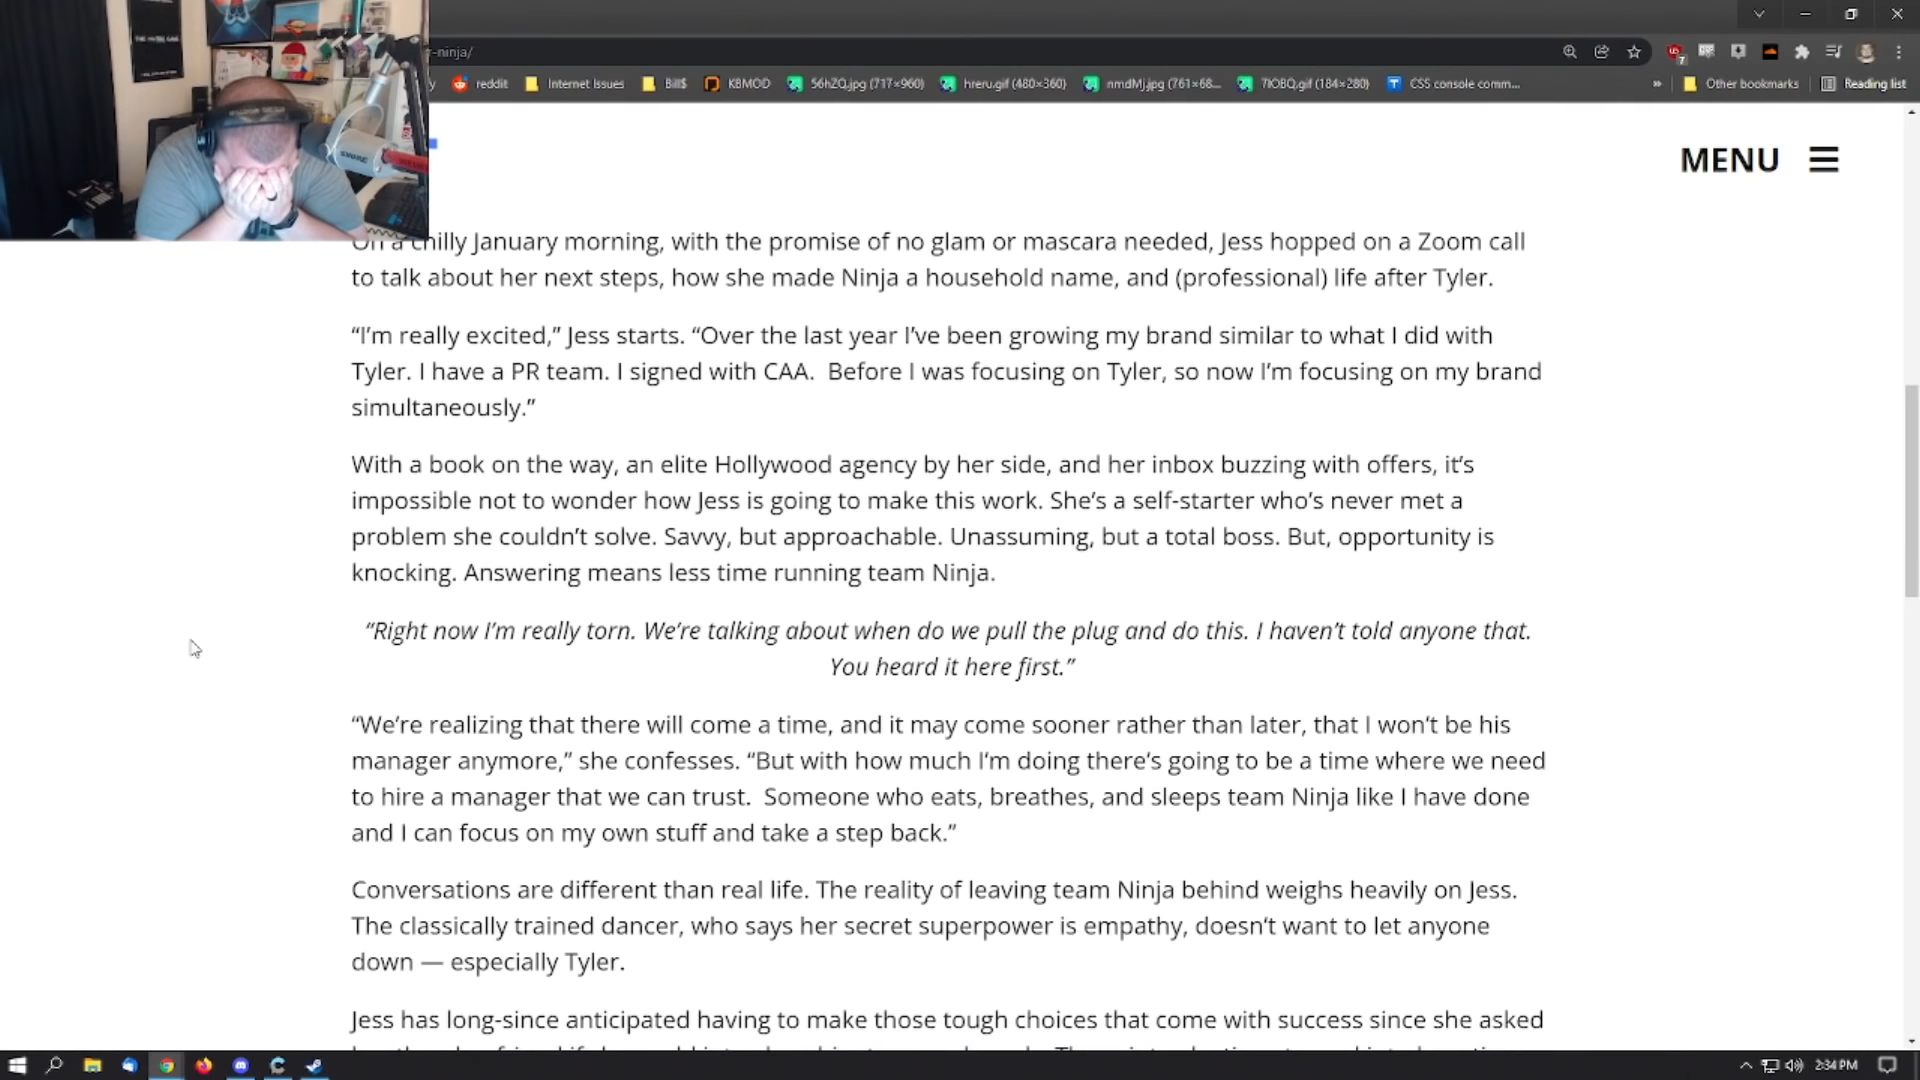 r-ninja/
7
y
reddit
Internet Issues
Bill$
KBMOD
56hZQ.jpg (717×960)
hreru.gif (480×360)
nmdMj.jpg (761×68...
7IOBQ.gif (184×280)
CSS console comm...
»
Other bookmarks
Reading list
SHURE
MENU
On a chilly January morning, with the promise of no glam or mascara needed, Jess hopped on a Zoom call
to talk about her next steps, how she made Ninja a household name, and (professional) life after Tyler.
“I’m really excited,” Jess starts. “Over the last year I’ve been growing my brand similar to what I did with
Tyler. I have a PR team. I signed with CAA.  Before I was focusing on Tyler, so now I’m focusing on my brand
simultaneously.”
With a book on the way, an elite Hollywood agency by her side, and her inbox buzzing with offers, it’s
impossible not to wonder how Jess is going to make this work. She’s a self-starter who’s never met a
problem she couldn’t solve. Savvy, but approachable. Unassuming, but a total boss. But, opportunity is
knocking. Answering means less time running team Ninja.
“Right now I’m really torn. We’re talking about when do we pull the plug and do this. I haven’t told anyone that.
You heard it here first.”
“We’re realizing that there will come a time, and it may come sooner rather than later, that I won’t be his
manager anymore,” she confesses. “But with how much I’m doing there’s going to be a time where we need
to hire a manager that we can trust.  Someone who eats, breathes, and sleeps team Ninja like I have done
and I can focus on my own stuff and take a step back.”
Conversations are different than real life. The reality of leaving team Ninja behind weighs heavily on Jess.
The classically trained dancer, who says her secret superpower is empathy, doesn’t want to let anyone
down — especially Tyler.
Jess has long-since anticipated having to make those tough choices that come with success since she asked
2:34 PM